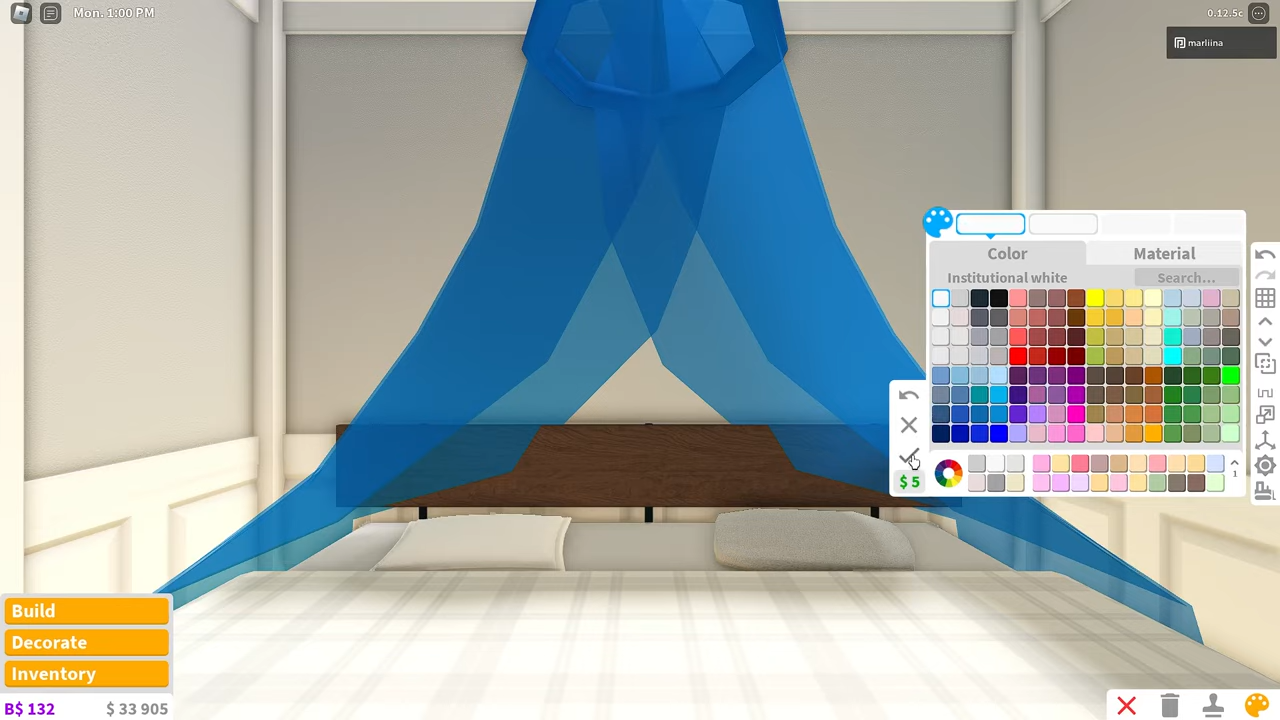 Mon. 1:00 PM
0.12.5c
marliina
Color
Material
Institutional white
Search...
1
$ 5
Build
Decorate
Inventory
B$ 132
$ 33 905